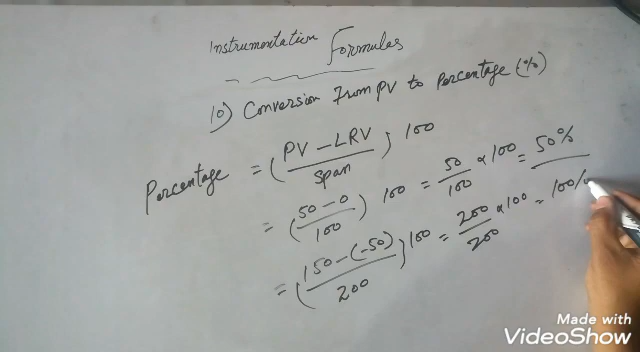 Instrumentation Formulas
10) Conversion From PV to Percentage (%)
Percentage = (PV - LRV / Span) 100
= (50 - 0 / 100) 100 = 50 / 100 × 100 = 50%
= (150 - (-50) / 200) 100 = 200 / 200 × 100 = 100%
Made with
VideoShow